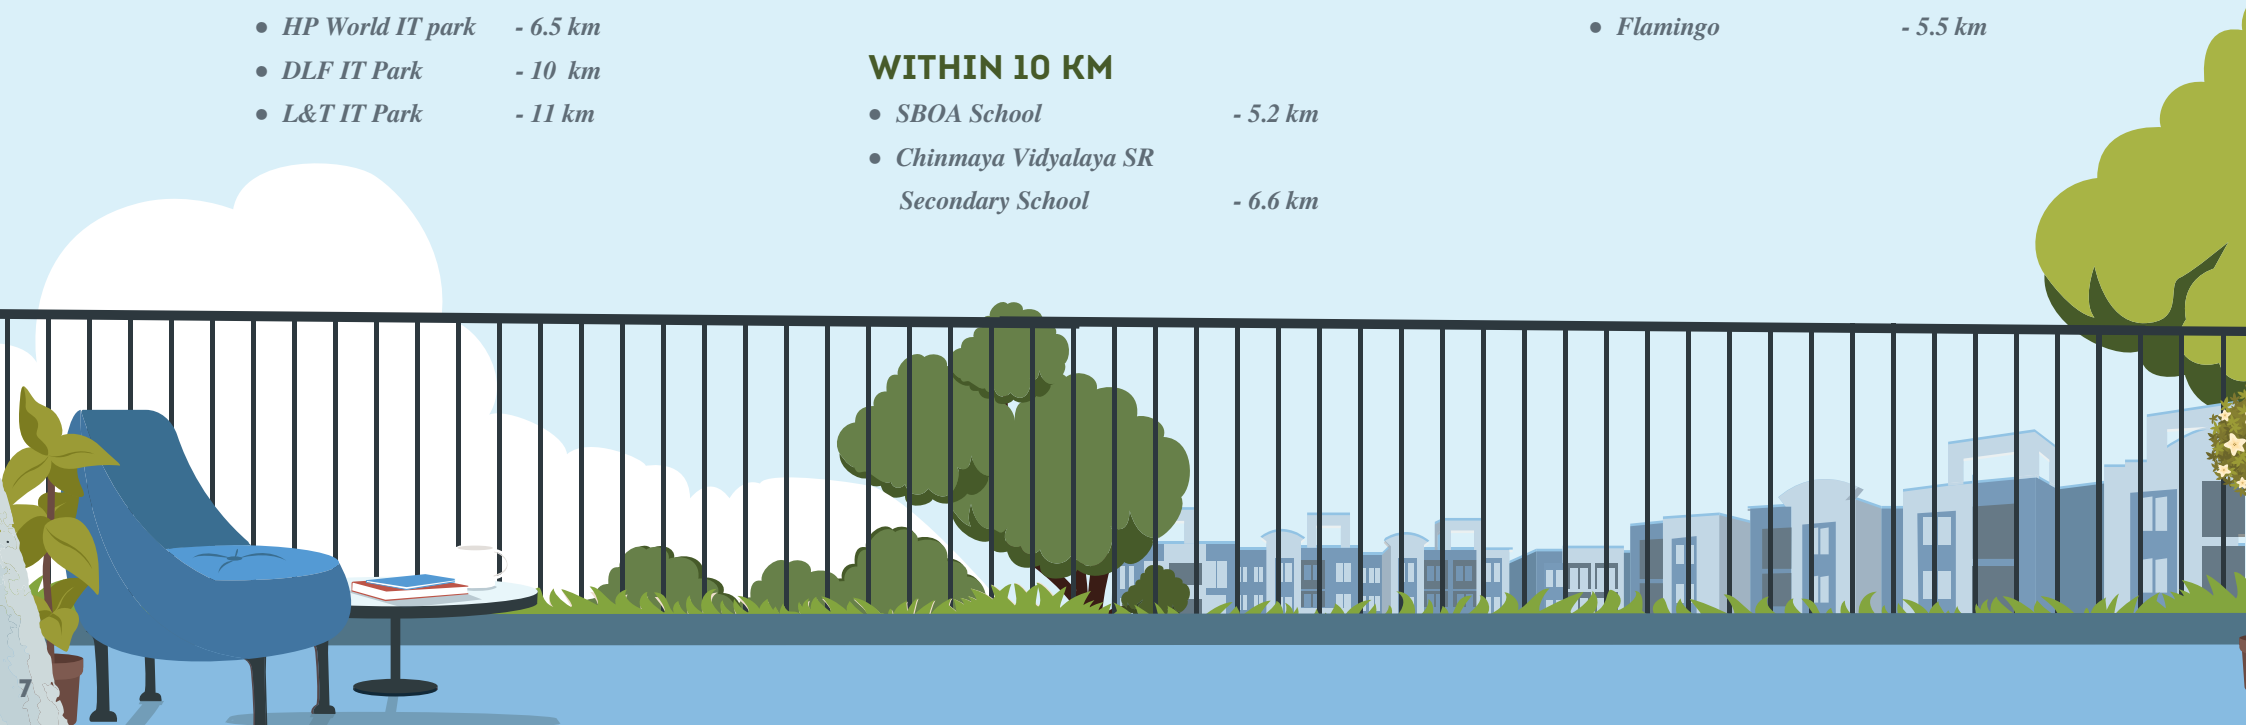 HP World IT park - 6.5 km
DLF IT Park - 10 km
L&T IT Park - 11 km
WITHIN 10 KM
SBOA School - 5.2 km
Chinmaya Vidyalaya SR
Secondary School - 6.6 km
Flamingo - 5.5 km
7